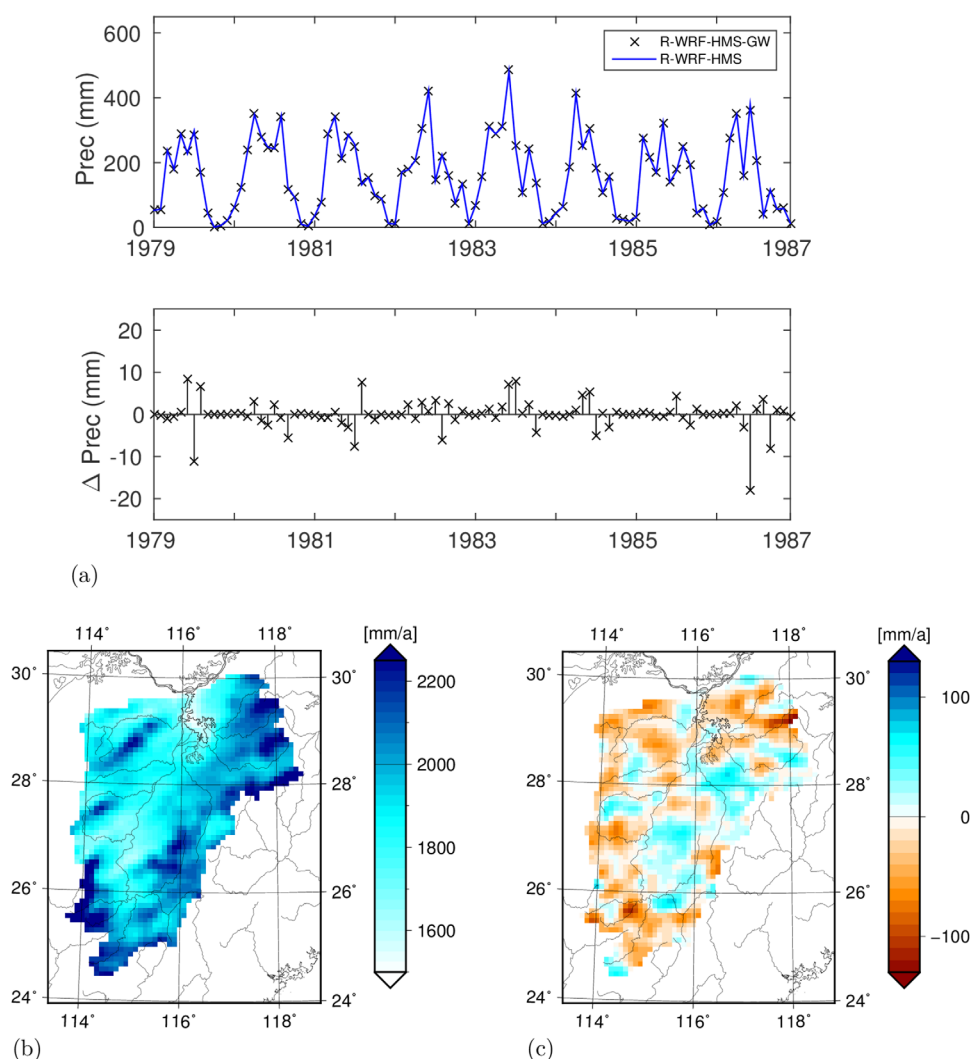 600
400
200
0
Prec (mm)
R-WRF-HMS-GW
R-WRF-HMS
1979 1981 1983 1985 1987
20
10
0
-10
-20
Δ Prec (mm)
1979 1981 1983 1985 1987
(a)
114° 116° 118°
[mm/a]
30° 30°
28° 28°
26° 26°
24° 24°
114° 116° 118°
2200
2000
1800
1600
(b)
114° 116° 118°
[mm/a]
30° 30°
28° 28°
26° 26°
24° 24°
114° 116° 118°
100
0
−100
(c)